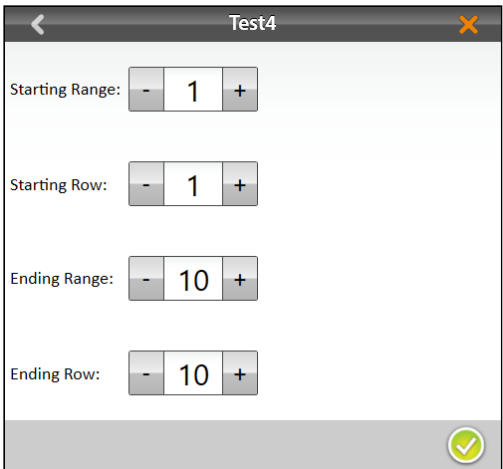 Test4
Starting Range: - 1 +
Starting Row: - 1 +
Ending Range: - 10 +
Ending Row: - 10 +